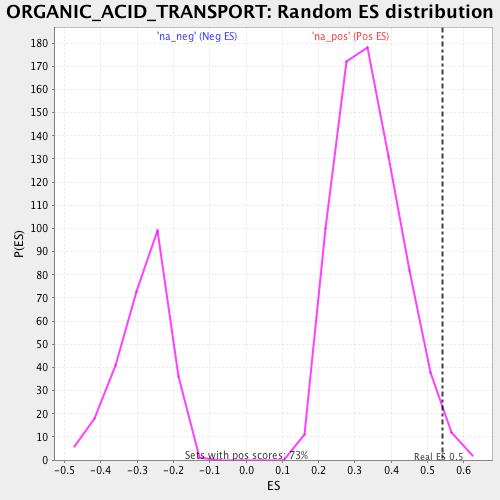 ORGANIC_ACID_TRANSPORT: Random ES distribution
'na_neg' (Neg ES)
'na_pos' (Pos ES)
180
170
160
150
140
130
120
110
100
90
80
70
60
50
40
30
20
10
0
P(ES)
Sets with pos scores: 73%
Real ES 0.5
-0.5 -0.4 -0.3 -0.2 -0.1 0.0 0.1 0.2 0.3 0.4 0.5 0.6
ES